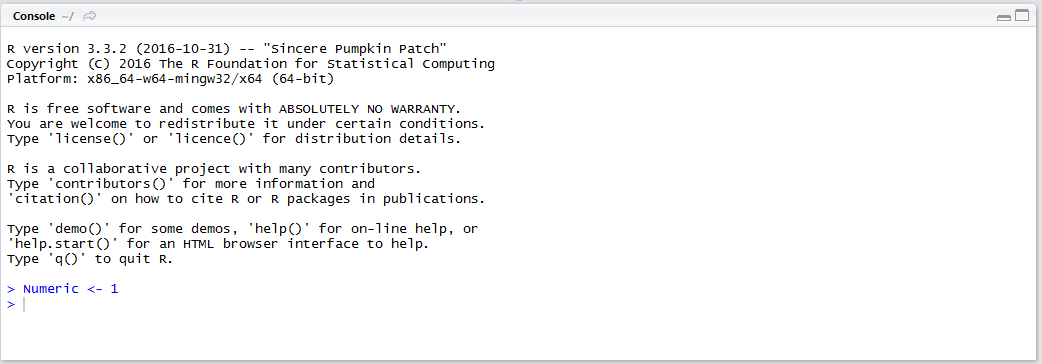 Console ~/
R version 3.3.2 (2016-10-31) -- "Sincere Pumpkin Patch"
Copyright (C) 2016 The R Foundation for Statistical Computing
Platform: x86_64-w64-mingw32/x64 (64-bit)
R is free software and comes with ABSOLUTELY NO WARRANTY.
You are welcome to redistribute it under certain conditions.
Type 'license()' or 'licence()' for distribution details.
R is a collaborative project with many contributors.
Type 'contributors()' for more information and
'citation()' on how to cite R or R packages in publications.
Type 'demo()' for some demos, 'help()' for on-line help, or
'help.start()' for an HTML browser interface to help.
Type 'q()' to quit R.
> Numeric <- 1
>